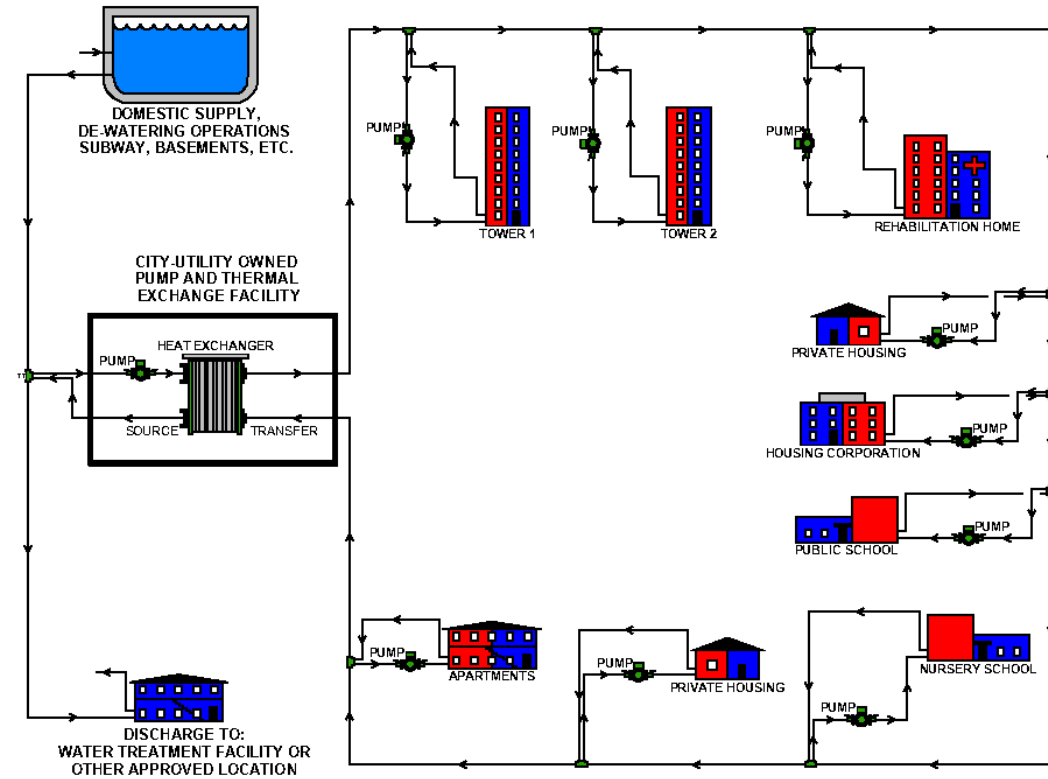 DOMESTIC SUPPLY,
DE-WATERING OPERATIONS
SUBWAY, BASEMENTS, ETC.
PUMP
PUMP
PUMP
TOWER 1
TOWER 2
REHABILITATION HOME
CITY-UTILITY OWNED
PUMP AND THERMAL
EXCHANGE FACILITY
HEAT EXCHANGER
PUMP
SOURCE
TRANSFER
PUMP
PRIVATE HOUSING
PUMP
HOUSING CORPORATION
PUMP
PUBLIC SCHOOL
PUMP
APARTMENTS
PUMP
PRIVATE HOUSING
NURSERY SCHOOL
PUMP
DISCHARGE TO:
WATER TREATMENT FACILITY OR
OTHER APPROVED LOCATION